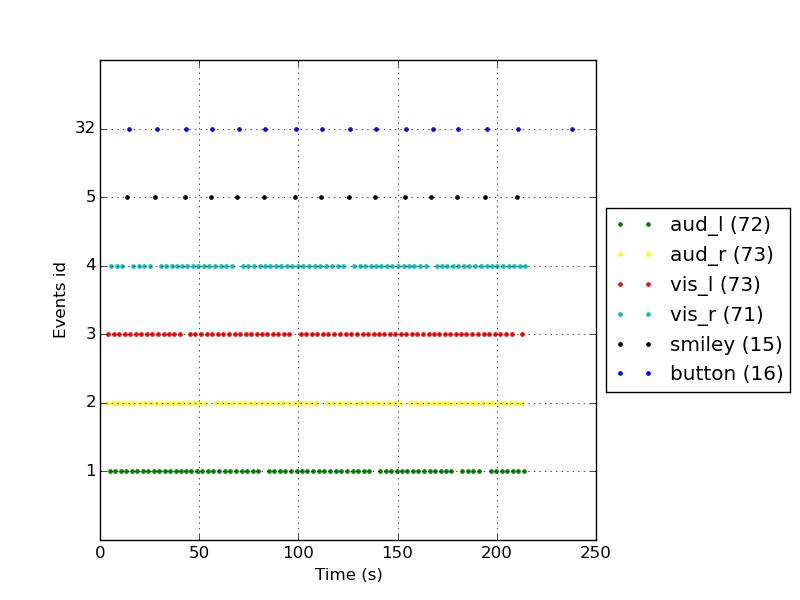 32
5
4
3
2
1
Events id
0 50 100 150 200 250
Time (s)
aud_l (72)
aud_r (73)
vis_l (73)
vis_r (71)
smiley (15)
button (16)